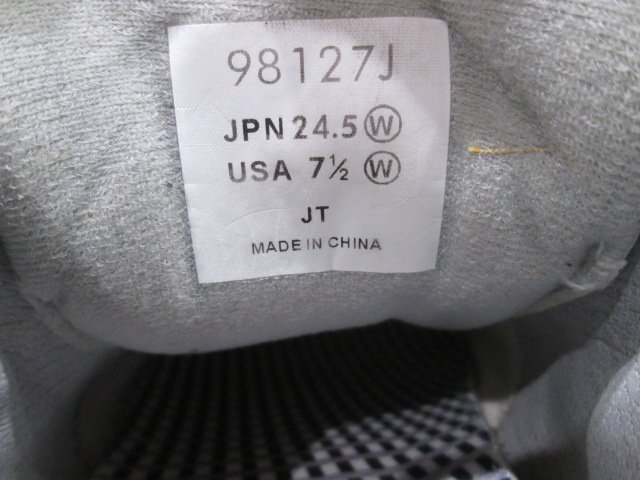 98127J
JPN 24.5 Ⓦ
USA 7½ Ⓦ
JT
MADE IN CHINA